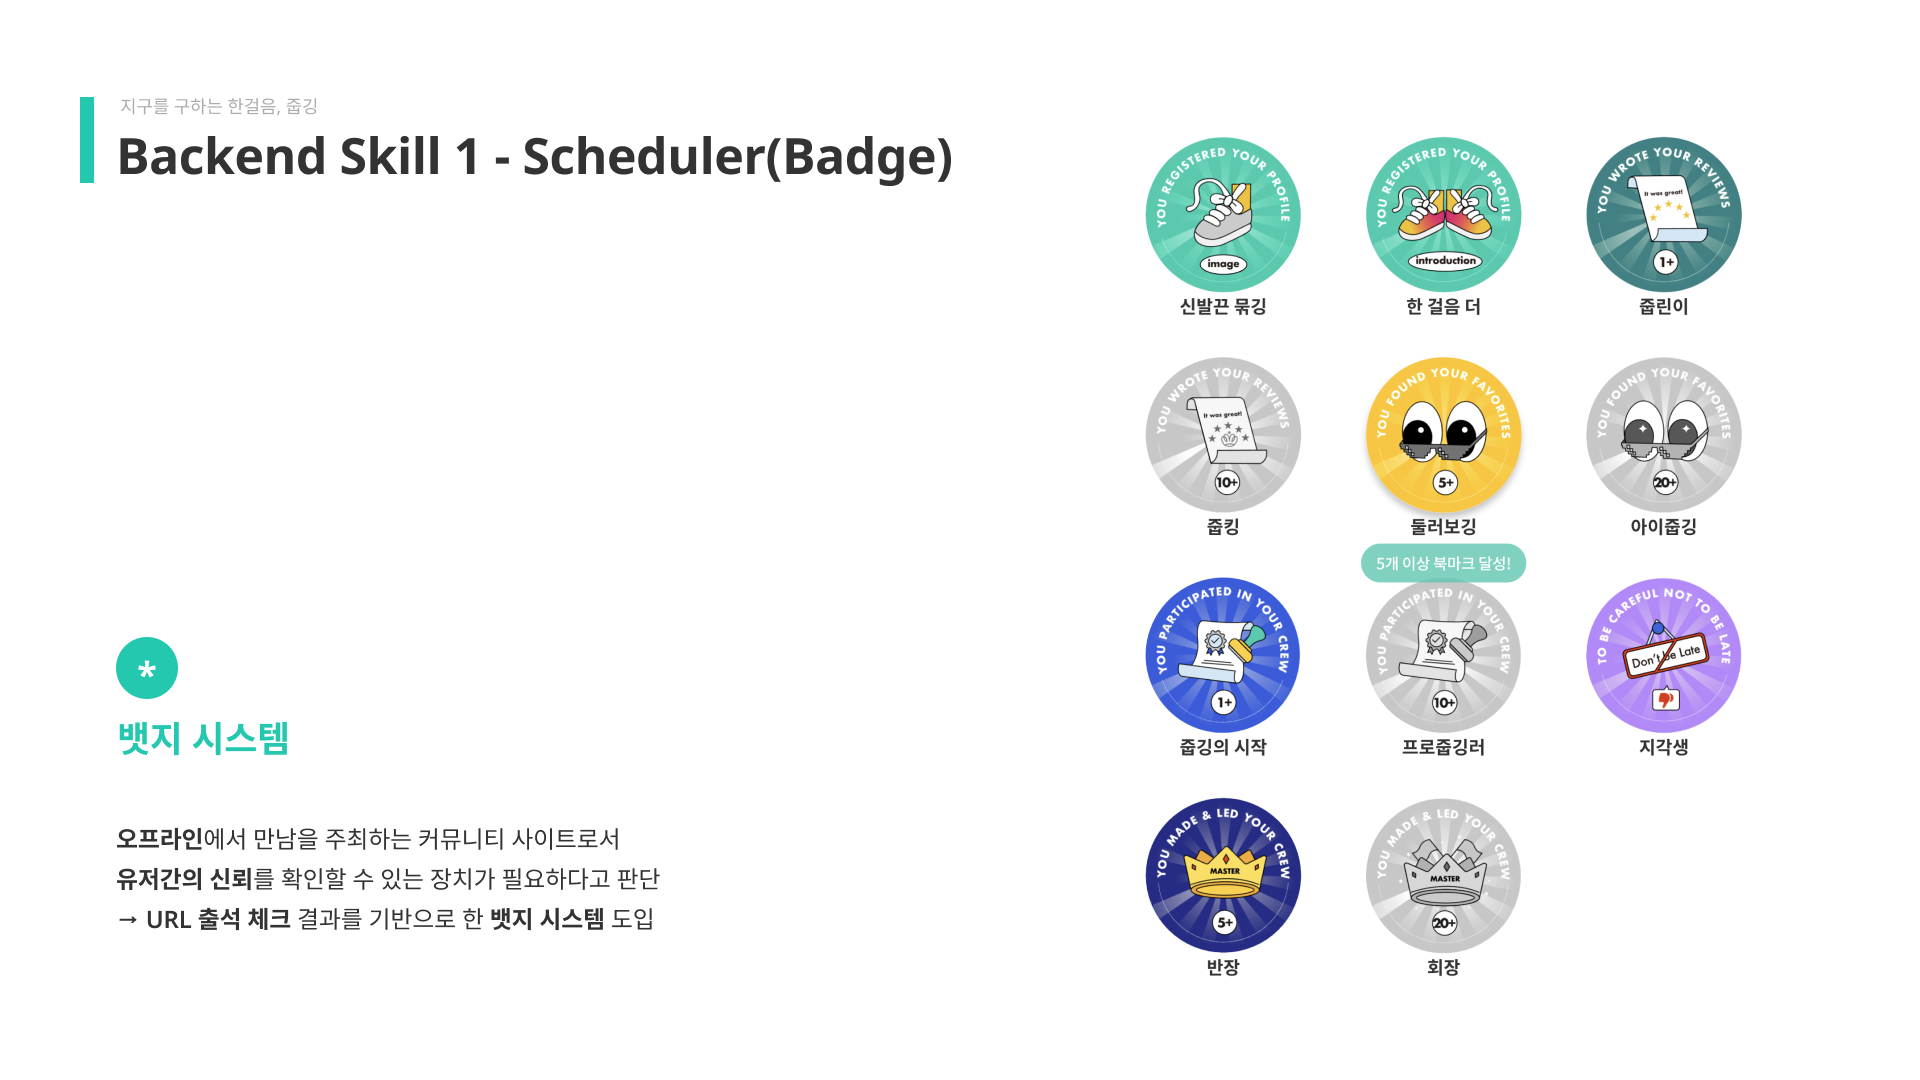 지구를 구하는 한걸음, 줍깅
Backend Skill 1 - Scheduler(Badge)
YOU REGISTERED YOUR PROFILE
image
신발끈 묶깅
YOU REGISTERED YOUR PROFILE
introduction
한 걸음 더
YOU WROTE YOUR REVIEWS
It was great!
1+
줍린이
YOU WROTE YOUR REVIEWS
It was great!
10+
줍킹
YOU FOUND YOUR FAVORITES
5+
둘러보깅
5개 이상 북마크 달성!
YOU FOUND YOUR FAVORITES
20+
아이줍깅
YOU PARTICIPATED IN YOUR CREW
1+
줍깅의 시작
YOU PARTICIPATED IN YOUR CREW
10+
프로줍깅러
TO BE CAREFUL NOT TO BE LATE
Don't be Late
지각생
YOU MADE & LED YOUR CREW
MASTER
5+
반장
YOU MADE & LED YOUR CREW
MASTER
20+
회장
*
뱃지 시스템
오프라인에서 만남을 주최하는 커뮤니티 사이트로서
유저간의 신뢰를 확인할 수 있는 장치가 필요하다고 판단
→ URL 출석 체크 결과를 기반으로 한 뱃지 시스템 도입